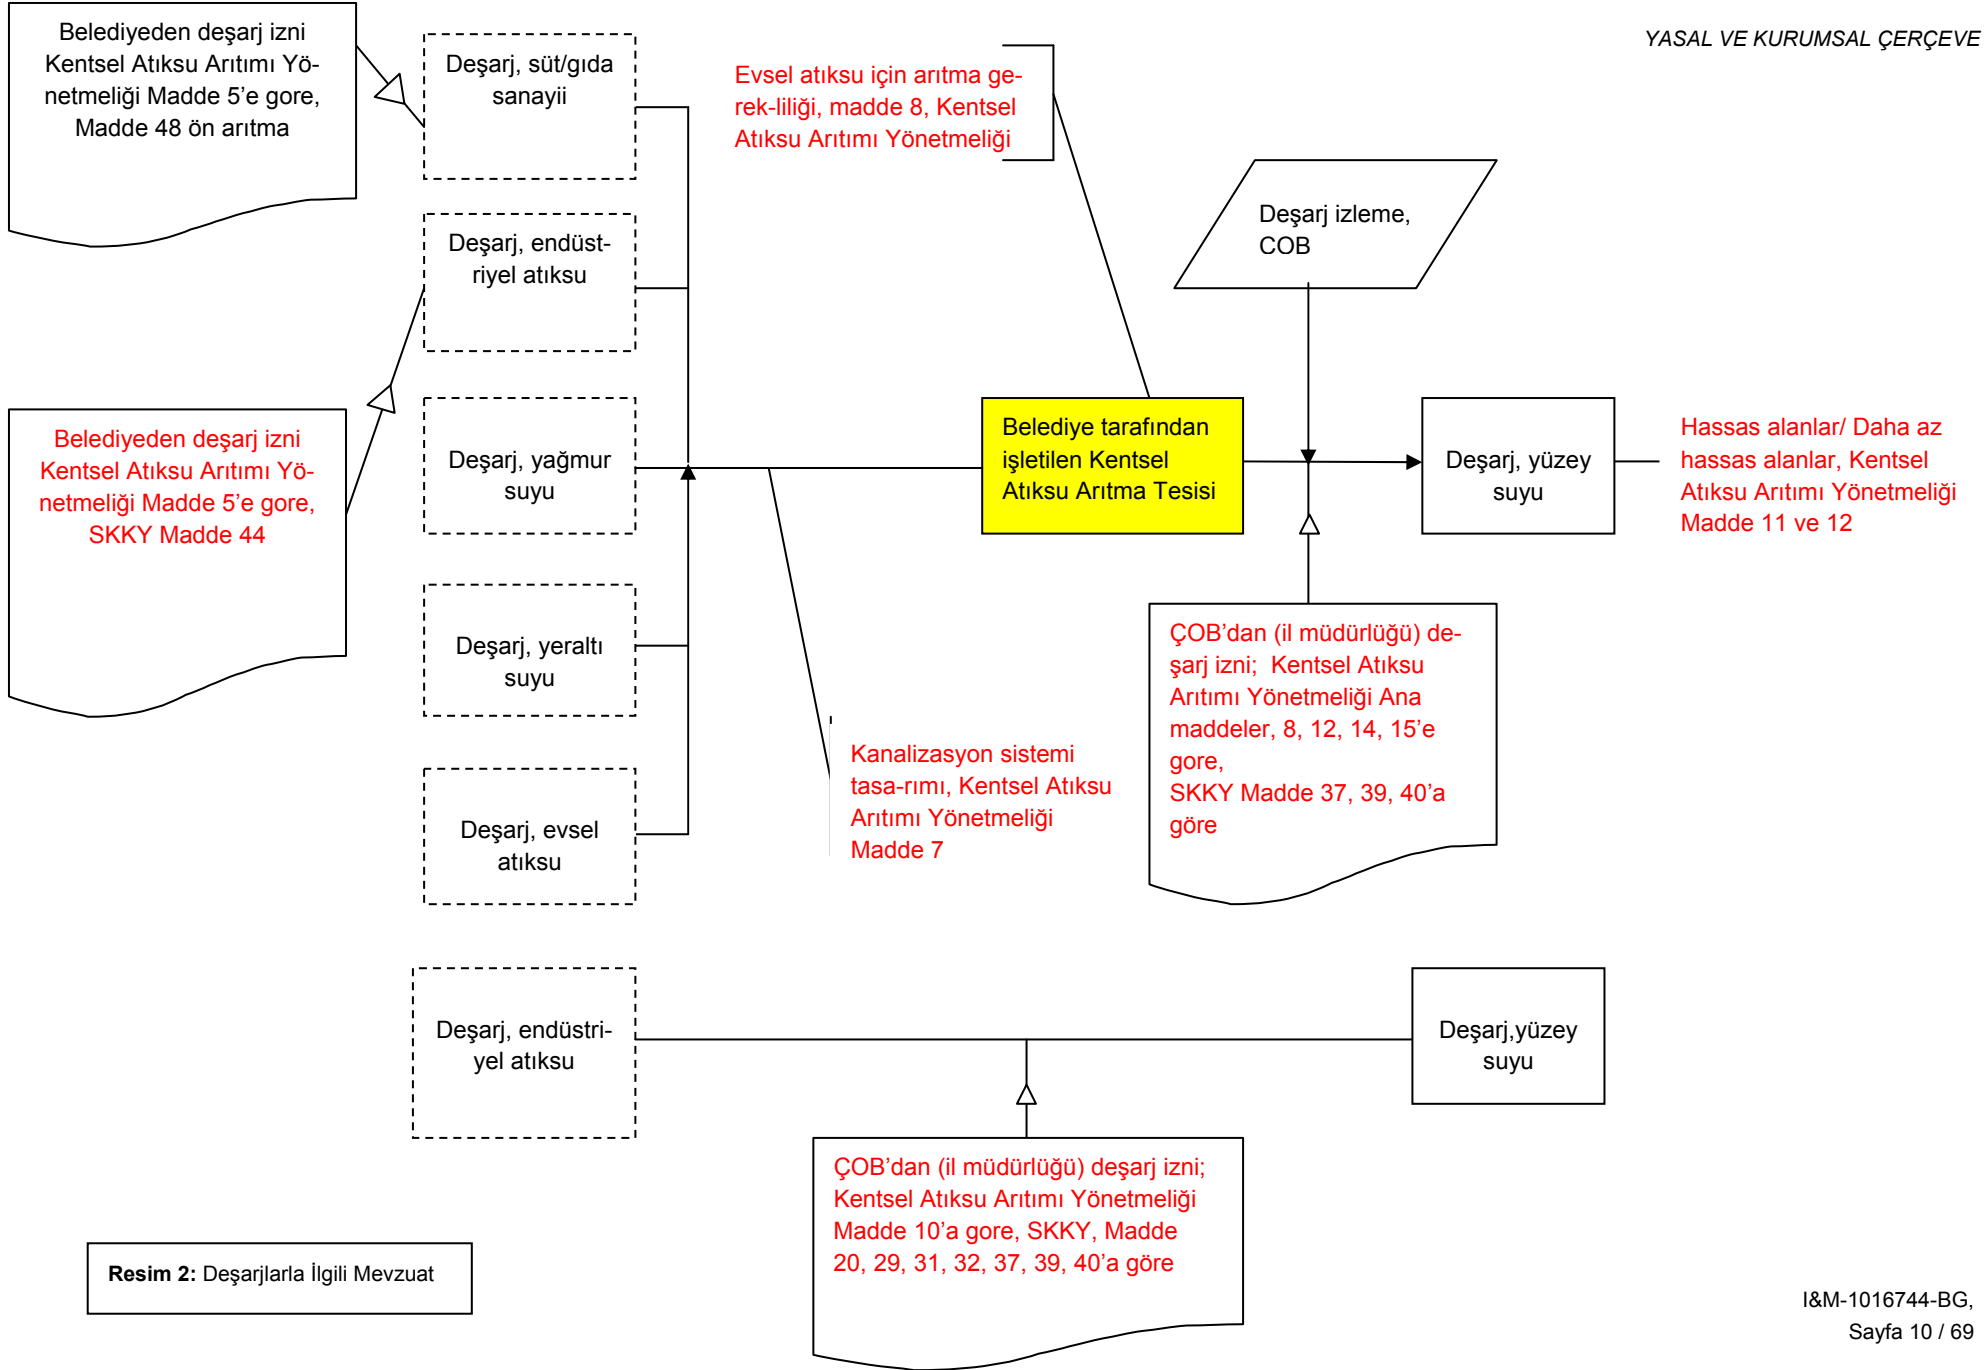 YASAL VE KURUMSAL ÇERÇEVE
Belediyeden deşarj izni
Kentsel Atıksu Arıtımı Yö-
netmeliği Madde 5’e gore,
Madde 48 ön arıtma
Deşarj, süt/gıda
sanayii
Evsel atıksu için arıtma ge-
rek-liliği, madde 8, Kentsel
Atıksu Arıtımı Yönetmeliği
Deşarj izleme,
COB
Deşarj, endüst-
riyel atıksu
Belediyeden deşarj izni
Kentsel Atıksu Arıtımı Yö-
netmeliği Madde 5’e gore,
SKKY Madde 44
Deşarj, yağmur
suyu
Belediye tarafından
işletilen Kentsel
Atıksu Arıtma Tesisi
Deşarj, yüzey
suyu
Hassas alanlar/ Daha az
hassas alanlar, Kentsel
Atıksu Arıtımı Yönetmeliği
Madde 11 ve 12
Deşarj, yeraltı
suyu
ÇOB’dan (il müdürlüğü) de-
şarj izni; Kentsel Atıksu
Arıtımı Yönetmeliği Ana
maddeler, 8, 12, 14, 15’e
gore,
SKKY Madde 37, 39, 40’a
göre
Kanalizasyon sistemi
tasa-rımı, Kentsel Atıksu
Arıtımı Yönetmeliği
Madde 7
Deşarj, evsel
atıksu
Deşarj, endüstri-
yel atıksu
Deşarj,yüzey
suyu
ÇOB’dan (il müdürlüğü) deşarj izni;
Kentsel Atıksu Arıtımı Yönetmeliği
Madde 10’a gore, SKKY, Madde
20, 29, 31, 32, 37, 39, 40’a göre
Resim 2: Deşarjlarla İlgili Mevzuat
I&M-1016744-BG,
Sayfa 10 / 69